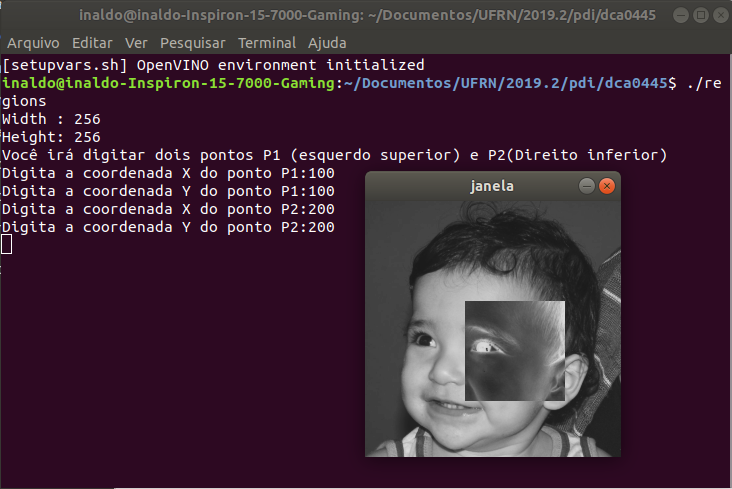 inaldo@inaldo-Inspiron-15-7000-Gaming: ~/Documentos/UFRN/2019.2/pdi/dca0445
Arquivo Editar Ver Pesquisar Terminal Ajuda
[setupvars.sh] OpenVINO environment initialized
inaldo@inaldo-Inspiron-15-7000-Gaming:~/Documentos/UFRN/2019.2/pdi/dca0445$ ./re
gions
Width : 256
Height: 256
Você irá digitar dois pontos P1 (esquerdo superior) e P2(Direito inferior)
Digita a coordenada X do ponto P1:100
Digita a coordenada Y do ponto P1:100
Digita a coordenada X do ponto P2:200
Digita a coordenada Y do ponto P2:200
janela